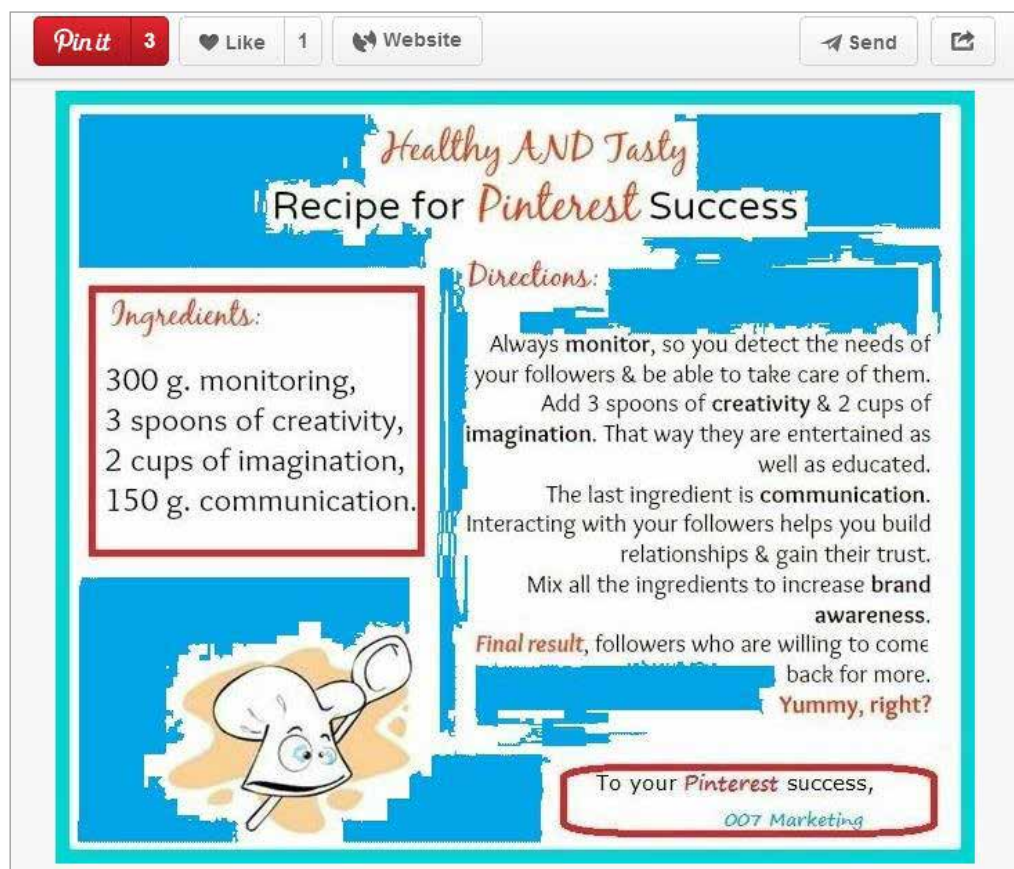 Pin it 3 Like 1 Website Send
Healthy AND Tasty
Recipe for Pinterest Success
Ingredients:
300 g. monitoring,
3 spoons of creativity,
2 cups of imagination,
150 g. communication.
Directions:
Always monitor, so you detect the needs of
your followers & be able to take care of them.
Add 3 spoons of creativity & 2 cups of
imagination. That way they are entertained as
well as educated.
The last ingredient is communication.
Interacting with your followers helps you build
relationships & gain their trust.
Mix all the ingredients to increase brand
awareness.
Final result, followers who are willing to come
back for more.
Yummy, right?
To your Pinterest success,
007 Marketing